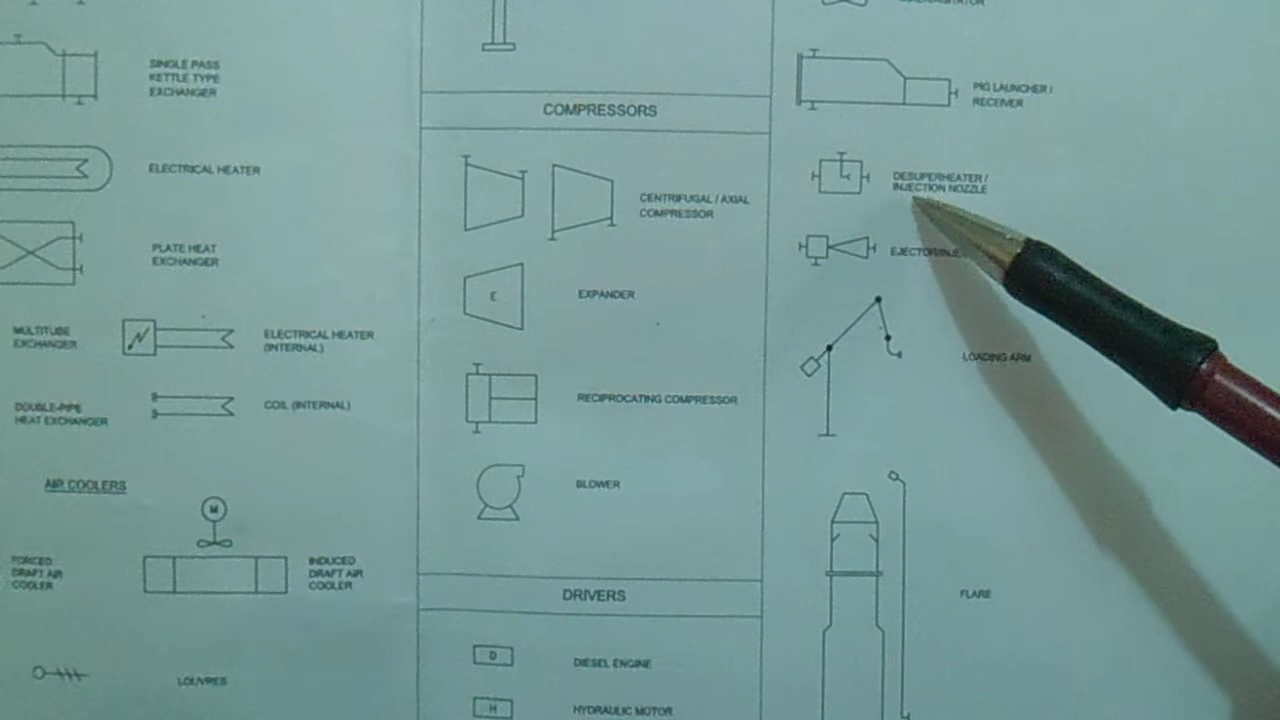 SINGLE PASS
KETTLE TYPE
EXCHANGER
ELECTRICAL HEATER
PLATE HEAT
EXCHANGER
MULTITUBE
EXCHANGER
ELECTRICAL HEATER
(INTERNAL)
DOUBLE-PIPE
HEAT EXCHANGER
COIL (INTERNAL)
AIR COOLERS
M
FORCED
DRAFT AIR
COOLER
INDUCED
DRAFT AIR
COOLER
LOUVRES
COMPRESSORS
CENTRIFUGAL / AXIAL
COMPRESSOR
E
EXPANDER
RECIPROCATING COMPRESSOR
BLOWER
DRIVERS
D
DIESEL ENGINE
H
HYDRAULIC MOTOR
PIG LAUNCHER /
RECEIVER
DESUPERHEATER /
INJECTION NOZZLE
LOADING ARM
FLARE